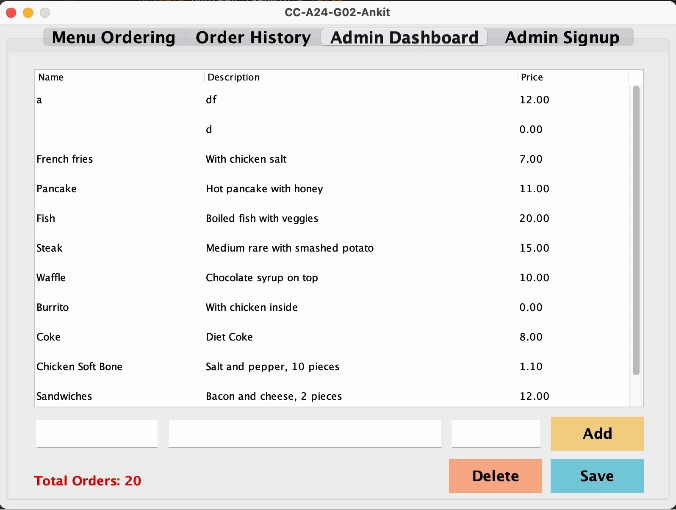 CC-A24-G02-Ankit
Menu Ordering Order History Admin Dashboard Admin Signup
Name Description Price
a df 12.00
d 0.00
French fries With chicken salt 7.00
Pancake Hot pancake with honey 11.00
Fish Boiled fish with veggies 20.00
Steak Medium rare with smashed potato 15.00
Waffle Chocolate syrup on top 10.00
Burrito With chicken inside 0.00
Coke Diet Coke 8.00
Chicken Soft Bone Salt and pepper, 10 pieces 1.10
Sandwiches Bacon and cheese, 2 pieces 12.00
Add
Total Orders: 20 Delete Save